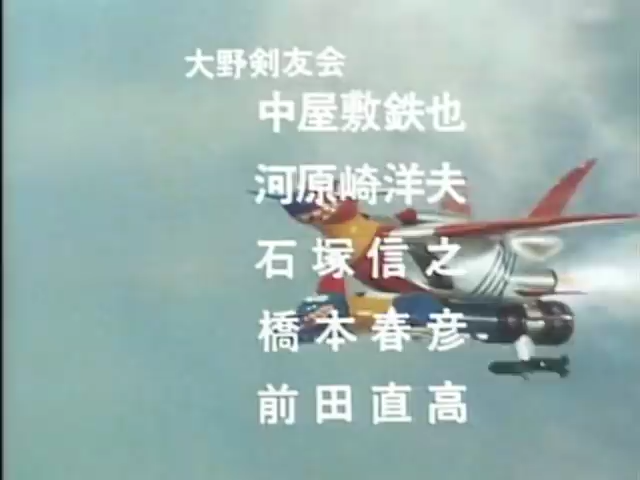 大野剣友会
中屋敷鉄也
河原崎洋夫
石塚信之
橋本春彦
前田直高